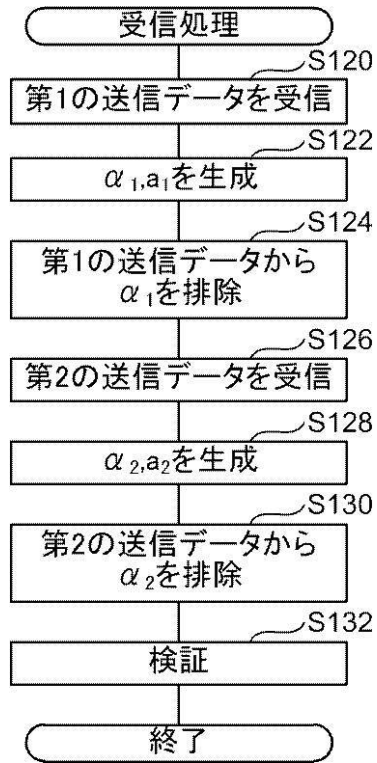 受信処理
S120
第1の送信データを受信
S122
α₁,a₁を生成
S124
第1の送信データから
α₁を排除
S126
第2の送信データを受信
S128
α₂,a₂を生成
S130
第2の送信データから
α₂を排除
S132
検証
終了